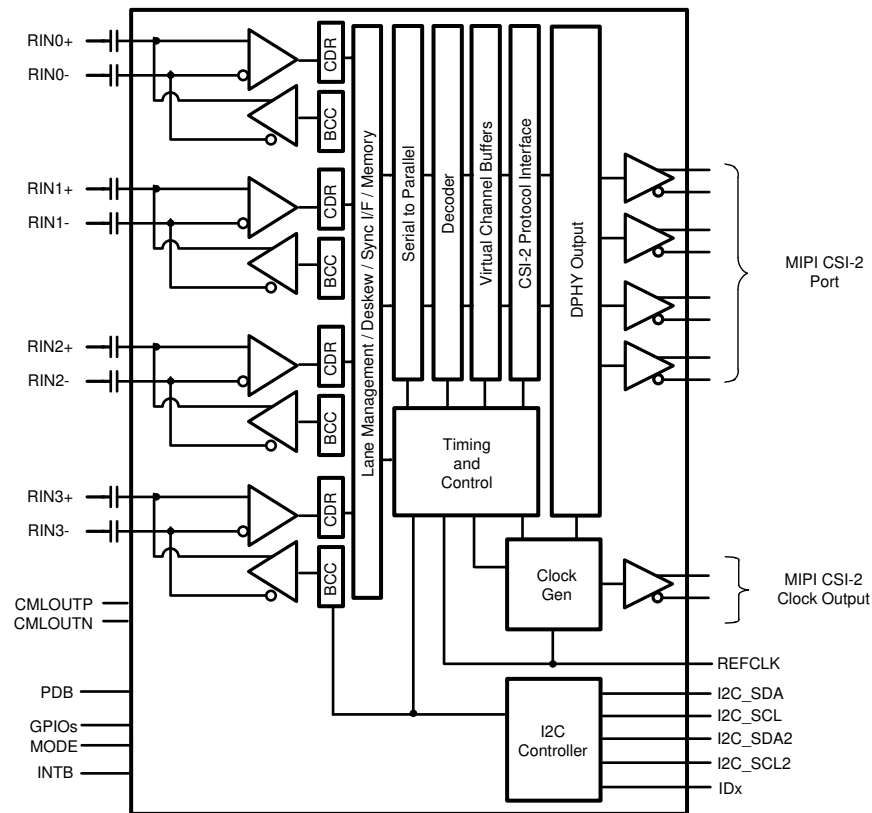 RIN0+
RIN0-
CDR
BCC
RIN1+
RIN1-
CDR
BCC
RIN2+
RIN2-
CDR
BCC
RIN3+
RIN3-
CDR
BCC
Lane Management / Deskew / Sync I/F / Memory
Serial to Parallel
Decoder
Virtual Channel Buffers
CSI-2 Protocol Interface
DPHY Output
MIPI CSI-2
Port
Timing
and
Control
Clock
Gen
MIPI CSI-2
Clock Output
CMLOUTP
CMLOUTN
PDB
GPIOs
MODE
INTB
REFCLK
I2C
Controller
I2C_SDA
I2C_SCL
I2C_SDA2
I2C_SCL2
IDx